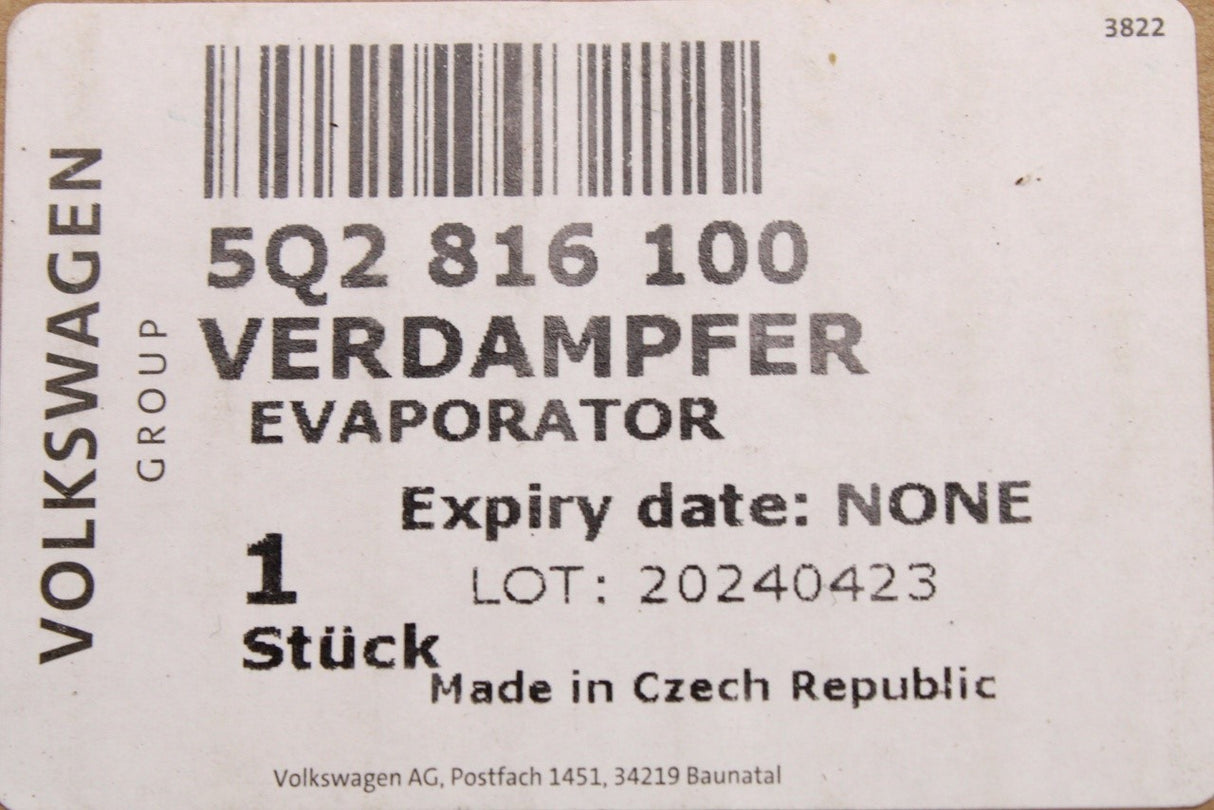 3822
VOLKSWAGEN
GROUP
5Q2 816 100
VERDAMPFER
EVAPORATOR
Expiry date: NONE
1
LOT: 20240423
Stück
Made in Czech Republic
Volkswagen AG, Postfach 1451, 34219 Baunatal